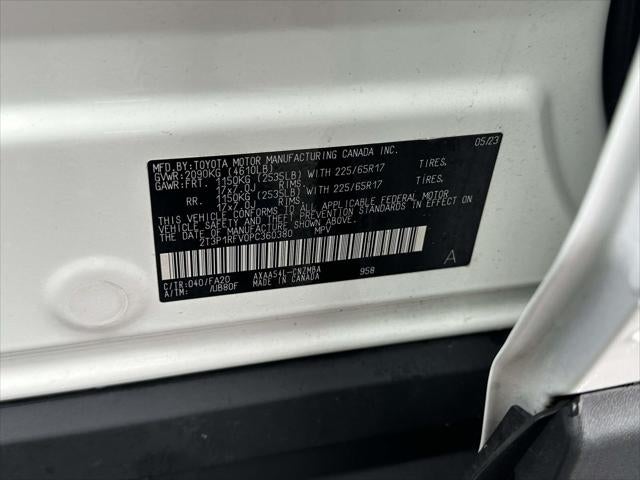 MFD.BY:TOYOTA MOTOR MANUFACTURING CANADA INC. 05/23
GVWR:2090KG (4610LB)
GAWR:FRT. 1150KG (2535LB) WITH 225/65R17 TIRES.
17X7.0J RIMS.
RR. 1150KG (2535LB) WITH 225/65R17 TIRES.
17X7.0J RIMS.
THIS VEHICLE CONFORMS TO ALL APPLICABLE FEDERAL MOTOR
VEHICLE SAFETY STANDARDS IN EFFECT ON
THE DATE OF MANUFACTURE SHOWN ABOVE.
2T3P1RFV0PC360380 MPV
A
C/TR:040/FA20 AXAA54L-CNZMBA 958
A/TM: /UB80F MADE IN CANADA